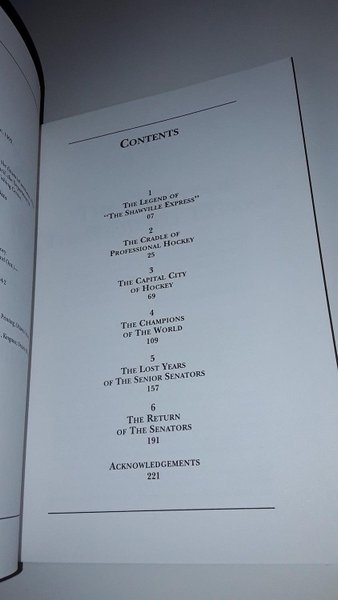 CONTENTS
1
THE LEGEND OF
"THE SHAWVILLE EXPRESS"
07
2
THE CRADLE OF
PROFESSIONAL HOCKEY
25
3
THE CAPITAL CITY
OF HOCKEY
69
4
THE CHAMPIONS
OF THE WORLD
109
5
THE LOST YEARS
OF THE SENIOR SENATORS
157
6
THE RETURN
OF THE SENATORS
191
ACKNOWLEDGEMENTS
221